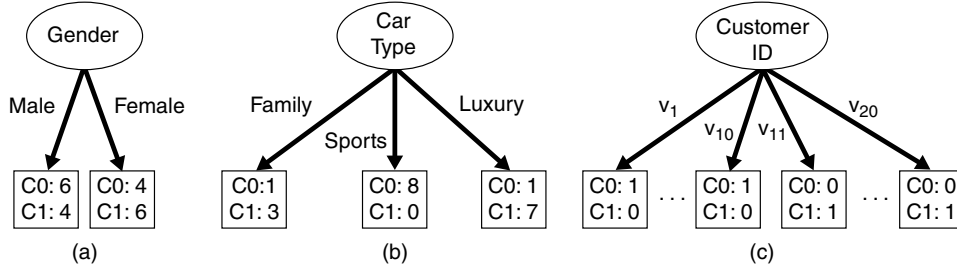 Gender
Male
Female
C0: 6
C1: 4
C0: 4
C1: 6
(a)
Car
Type
Family
Sports
Luxury
C0:1
C1: 3
C0: 8
C1: 0
C0: 1
C1: 7
(b)
Customer
ID
v1
v10
v11
v20
C0: 1
C1: 0
. . .
C0: 1
C1: 0
C0: 0
C1: 1
. . .
C0: 0
C1: 1
(c)